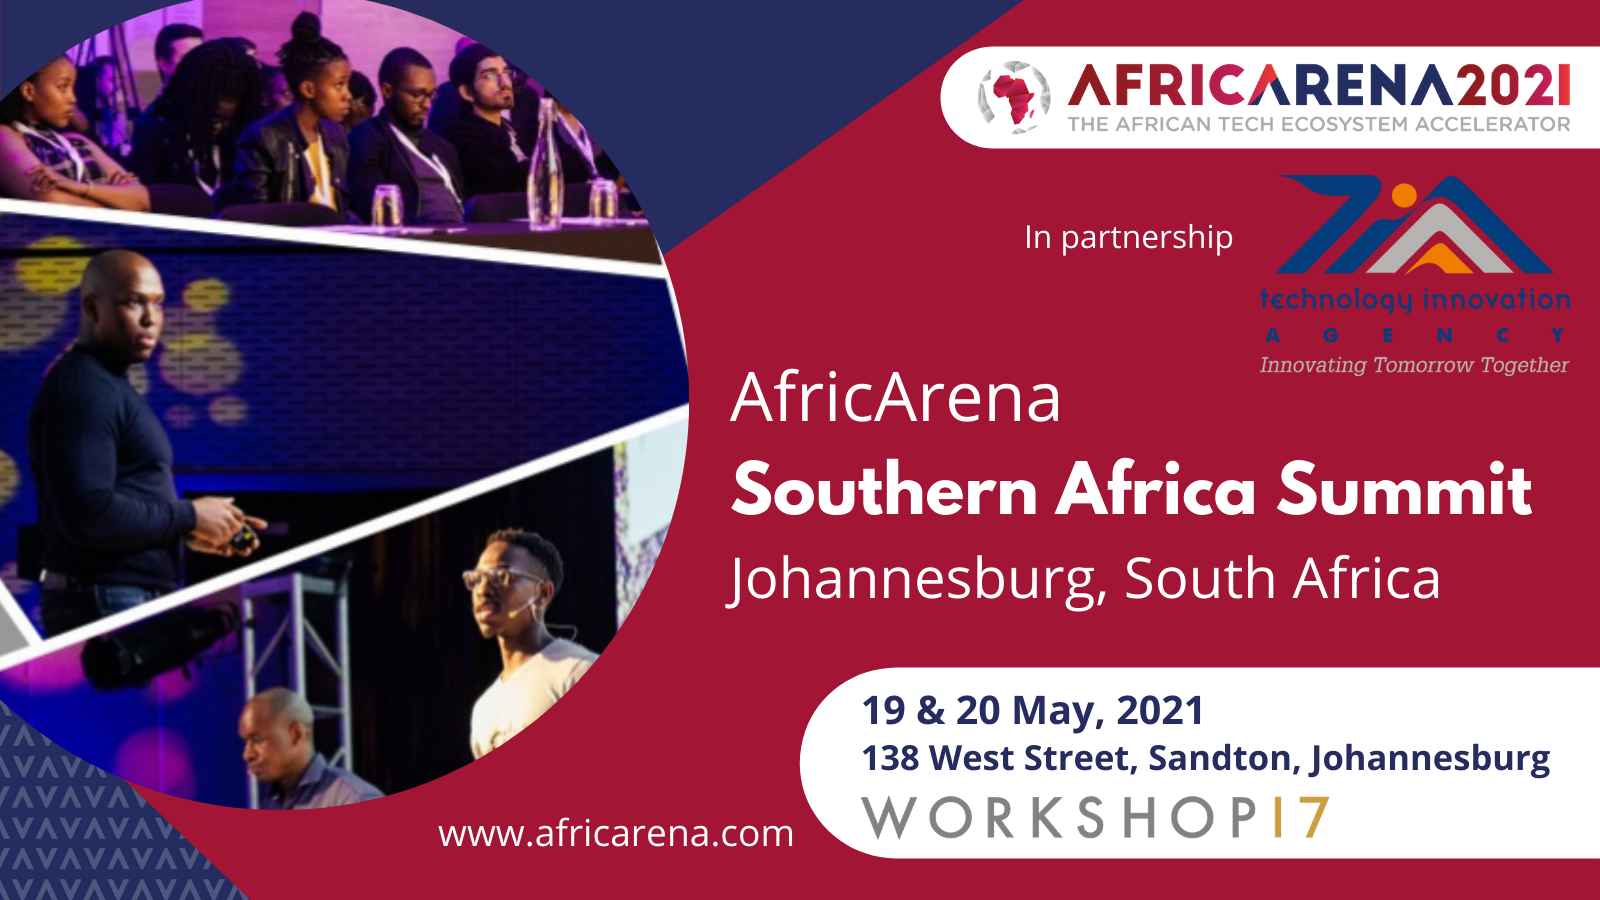 AFRICARENA2021
THE AFRICAN TECH ECOSYSTEM ACCELERATOR
In partnership
technology innovation
AGENCY
Innovating Tomorrow Together
AfricArena
Southern Africa Summit
Johannesburg, South Africa
19 & 20 May, 2021
138 West Street, Sandton, Johannesburg
WORKSHOP17
www.africarena.com